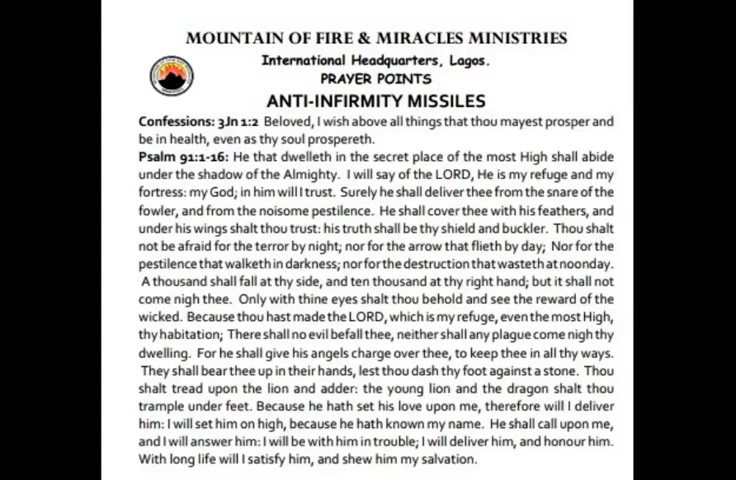 MOUNTAIN OF FIRE & MIRACLES MINISTRIES
International Headquarters, Lagos.
PRAYER POINTS
ANTI-INFIRMITY MISSILES
Confessions: 3Jn 1:2 Beloved, I wish above all things that thou mayest prosper and
be in health, even as thy soul prospereth.
Psalm 91:1-16: He that dwelleth in the secret place of the most High shall abide
under the shadow of the Almighty. I will say of the LORD, He is my refuge and my
fortress: my God; in him will I trust. Surely he shall deliver thee from the snare of the
fowler, and from the noisome pestilence. He shall cover thee with his feathers, and
under his wings shalt thou trust: his truth shall be thy shield and buckler. Thou shalt
not be afraid for the terror by night; nor for the arrow that flieth by day; Nor for the
pestilence that walketh in darkness; nor for the destruction that wasteth at noonday.
A thousand shall fall at thy side, and ten thousand at thy right hand; but it shall not
come nigh thee. Only with thine eyes shalt thou behold and see the reward of the
wicked. Because thou hast made the LORD, which is my refuge, even the most High,
thy habitation; There shall no evil befall thee, neither shall any plague come nigh thy
dwelling. For he shall give his angels charge over thee, to keep thee in all thy ways.
They shall bear thee up in their hands, lest thou dash thy foot against a stone. Thou
shalt tread upon the lion and adder: the young lion and the dragon shalt thou
trample under feet. Because he hath set his love upon me, therefore will I deliver
him: I will set him on high, because he hath known my name. He shall call upon me,
and I will answer him: I will be with him in trouble; I will deliver him, and honour him.
With long life will I satisfy him, and shew him my salvation.